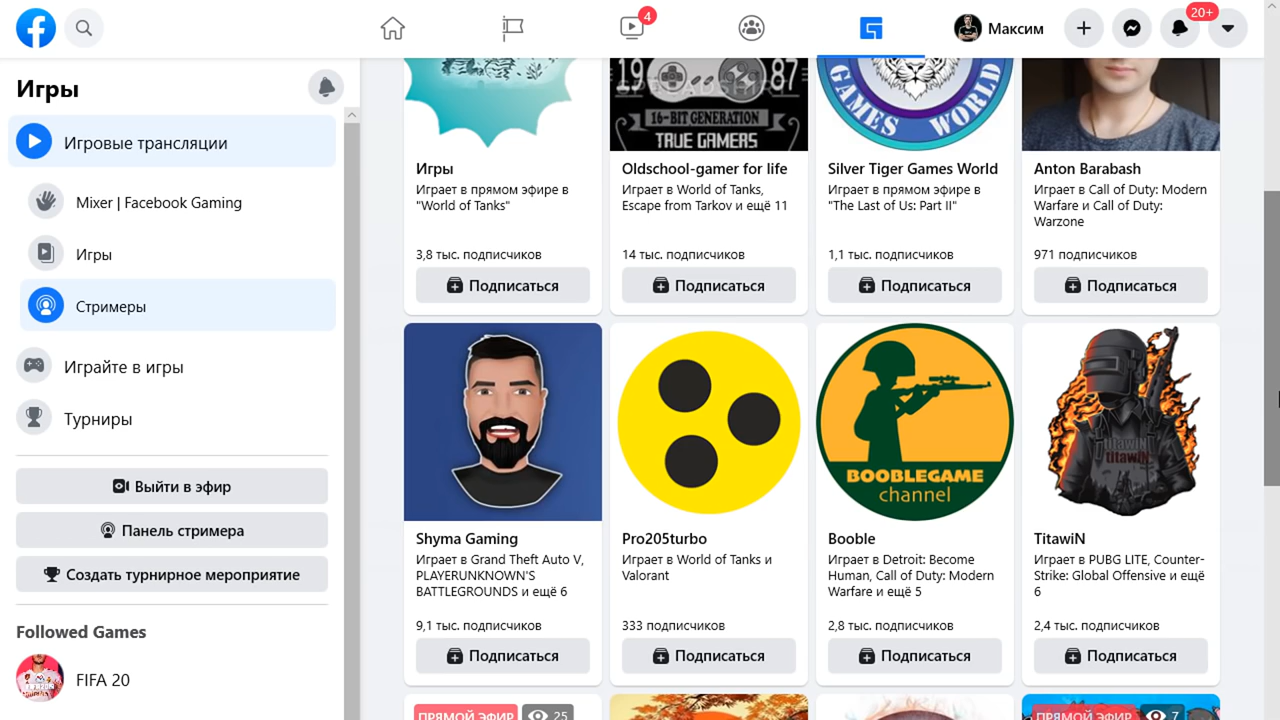 4
Максим
20+
Игры
Игровые трансляции
Mixer | Facebook Gaming
Игры
Стримеры
Играйте в игры
Турниры
Выйти в эфир
Панель стримера
Создать турнирное мероприятие
Followed Games
FIFA 20
19 87
16-BIT GENERATION
TRUE GAMERS
GAMES WORLD
Игры
Играет в прямом эфире в
"World of Tanks"
3,8 тыс. подписчиков
Подписаться
Oldschool-gamer for life
Играет в World of Tanks,
Escape from Tarkov и ещё 11
14 тыс. подписчиков
Подписаться
Silver Tiger Games World
Играет в прямом эфире в
"The Last of Us: Part II"
1,1 тыс. подписчиков
Подписаться
Anton Barabash
Играет в Call of Duty: Modern
Warfare и Call of Duty:
Warzone
971 подписчиков
Подписаться
Shyma Gaming
Играет в Grand Theft Auto V,
PLAYERUNKNOWN'S
BATTLEGROUNDS и ещё 6
9,1 тыс. подписчиков
Подписаться
Pro205turbo
Играет в World of Tanks и
Valorant
333 подписчиков
Подписаться
BOOBLEGAME
channel
Booble
Играет в Detroit: Become
Human, Call of Duty: Modern
Warfare и ещё 5
2,8 тыс. подписчиков
Подписаться
titawiN
titawiN
TitawiN
Играет в PUBG LITE, Counter-
Strike: Global Offensive и ещё
6
2,4 тыс. подписчиков
Подписаться
ПРЯМОЙ ЭФИР 25
ПРЯМОЙ ЭФИР 7